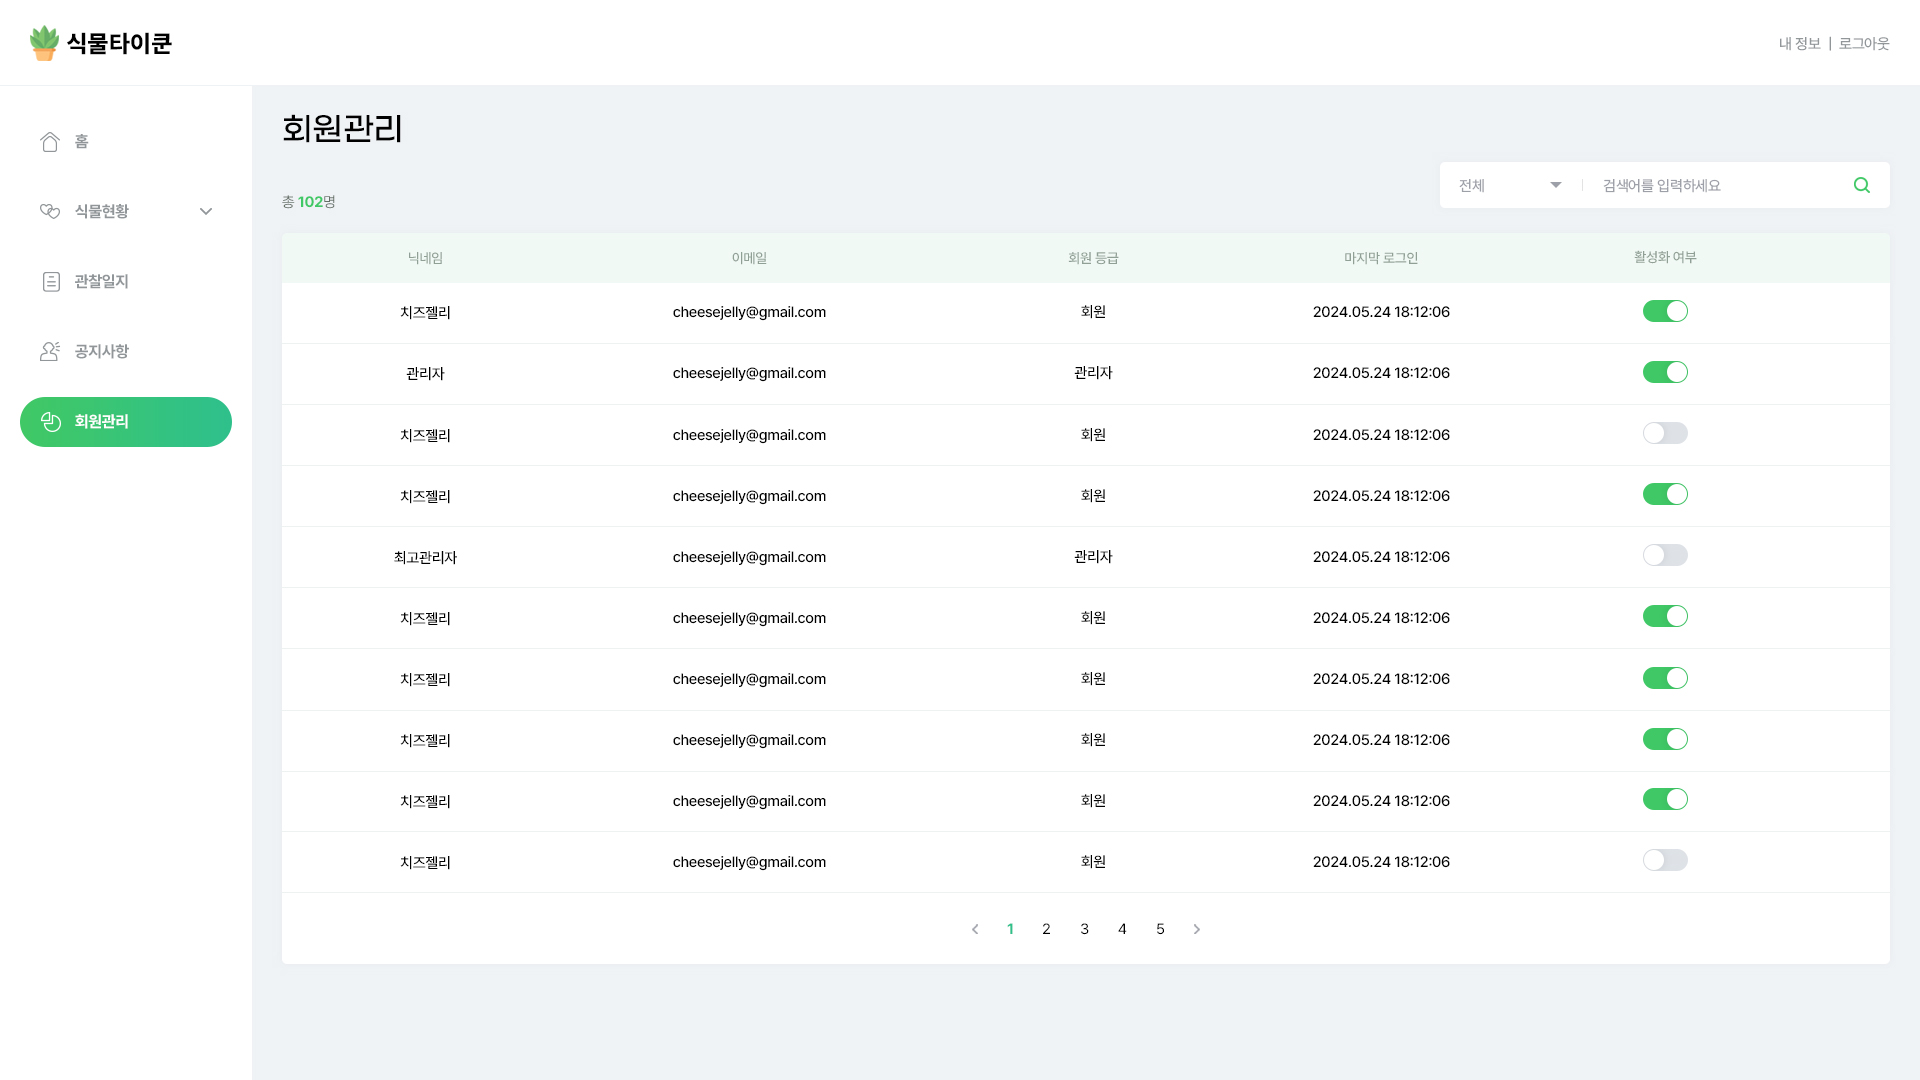 식물타이쿤
내 정보 | 로그아웃
홈
식물현황
관찰일지
공지사항
회원관리
회원관리
총 102명
전체 검색어를 입력하세요
닉네임 이메일 회원 등급 마지막 로그인 활성화 여부
치즈젤리 cheesejelly@gmail.com 회원 2024.05.24 18:12:06
관리자 cheesejelly@gmail.com 관리자 2024.05.24 18:12:06
치즈젤리 cheesejelly@gmail.com 회원 2024.05.24 18:12:06
치즈젤리 cheesejelly@gmail.com 회원 2024.05.24 18:12:06
최고관리자 cheesejelly@gmail.com 관리자 2024.05.24 18:12:06
치즈젤리 cheesejelly@gmail.com 회원 2024.05.24 18:12:06
치즈젤리 cheesejelly@gmail.com 회원 2024.05.24 18:12:06
치즈젤리 cheesejelly@gmail.com 회원 2024.05.24 18:12:06
치즈젤리 cheesejelly@gmail.com 회원 2024.05.24 18:12:06
치즈젤리 cheesejelly@gmail.com 회원 2024.05.24 18:12:06
1 2 3 4 5